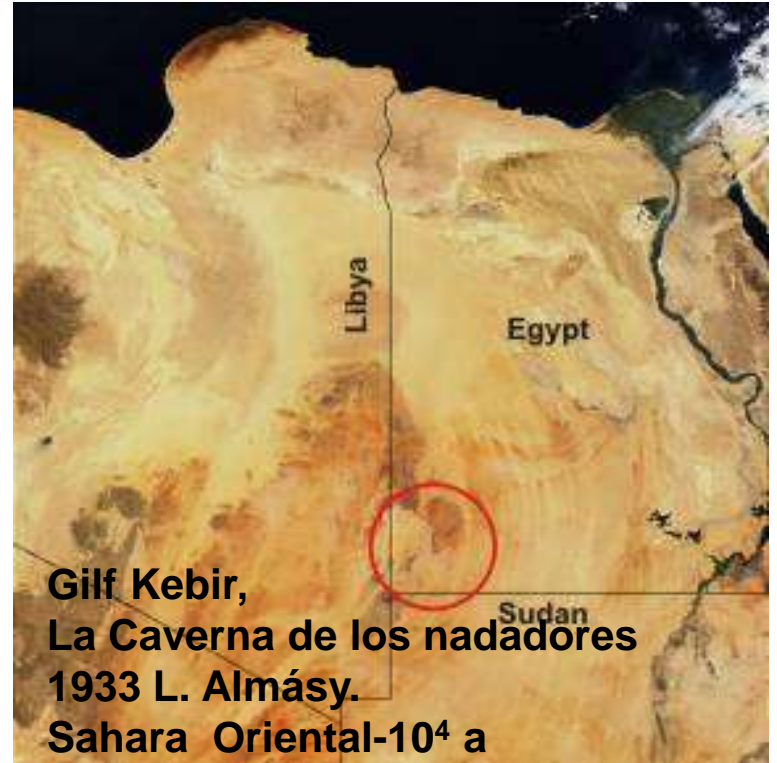 Libya
Egypt
Sudan
Gilf Kebir,
La Caverna de los nadadores
1933 L. Almásy.
Sahara Oriental-10⁴ a